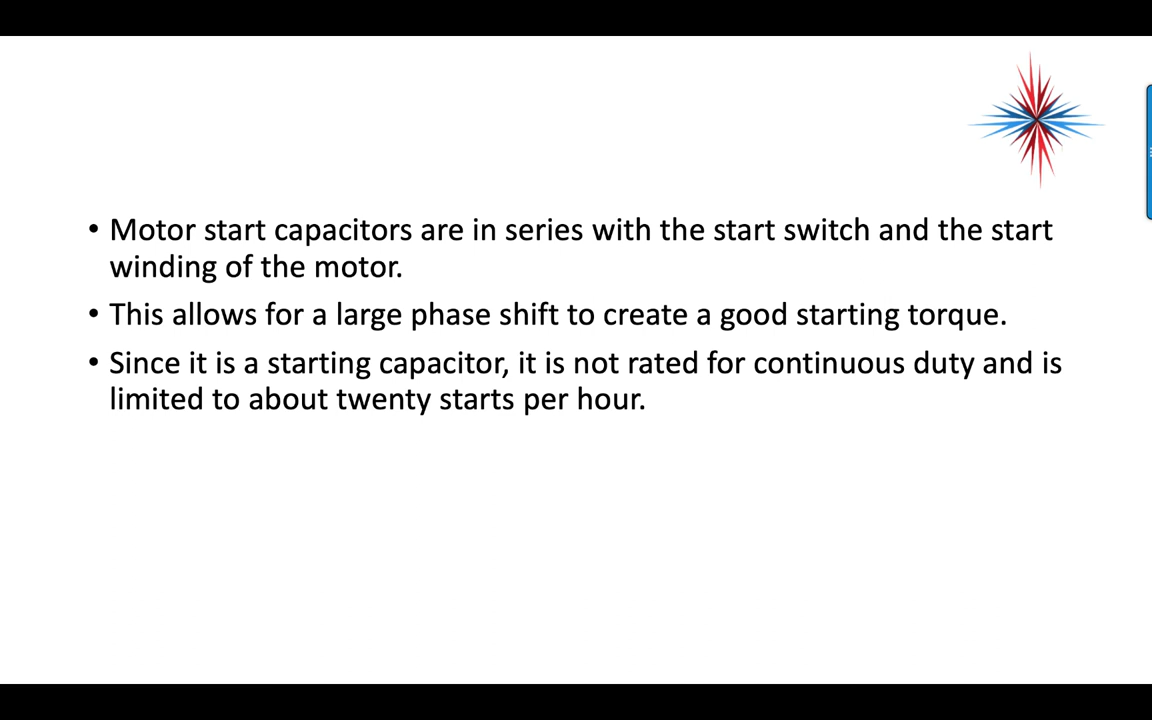 • Motor start capacitors are in series with the start switch and the start
winding of the motor.
• This allows for a large phase shift to create a good starting torque.
• Since it is a starting capacitor, it is not rated for continuous duty and is
limited to about twenty starts per hour.